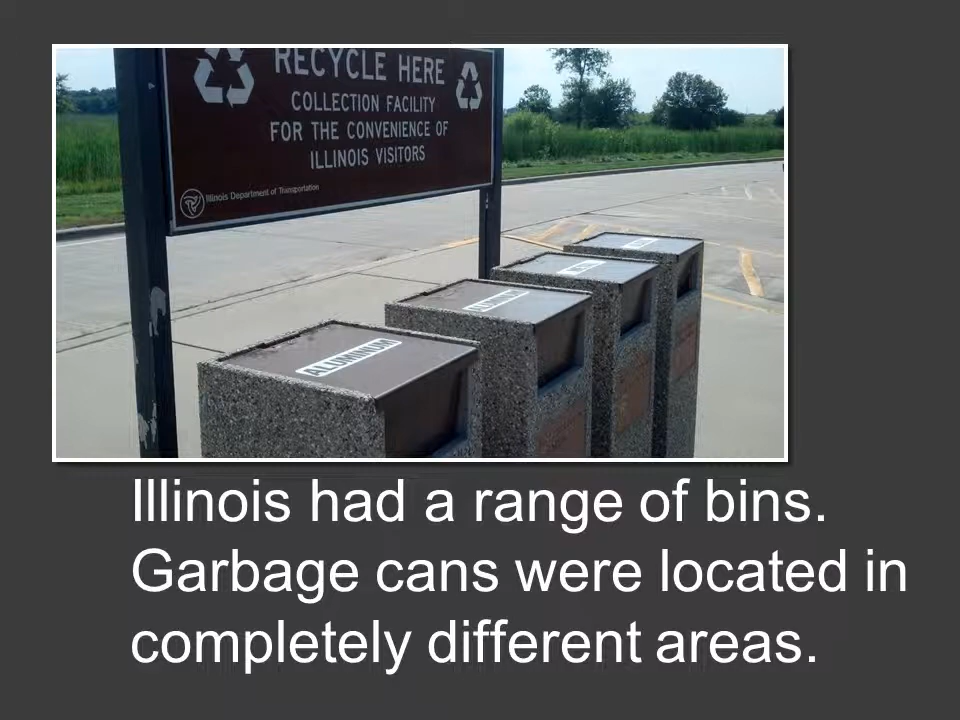 RECYCLE HERE
COLLECTION FACILITY
FOR THE CONVENIENCE OF
ILLINOIS VISITORS
Illinois Department of Transportation
ALUMINUM
Illinois had a range of bins.
Garbage cans were located in
completely different areas.